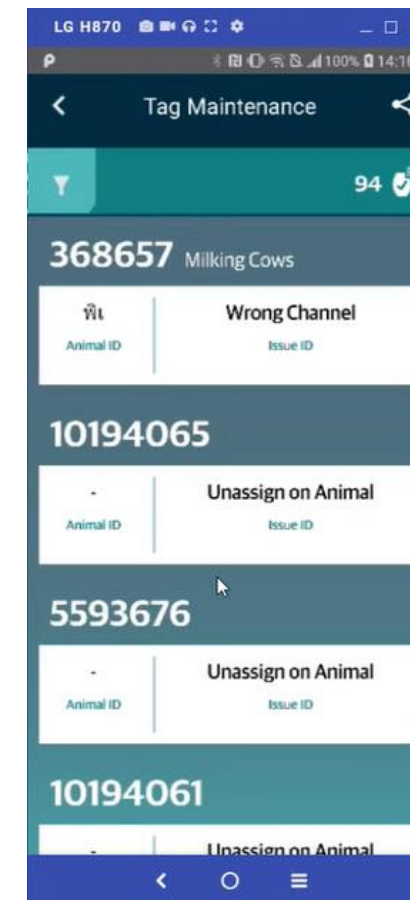 LG H870
100% 14:10
Tag Maintenance
94
368657 Milking Cows
พีเ Wrong Channel
Animal ID Issue ID
10194065
- Unassign on Animal
Animal ID Issue ID
5593676
- Unassign on Animal
Animal ID Issue ID
10194061
- Unassign on Animal